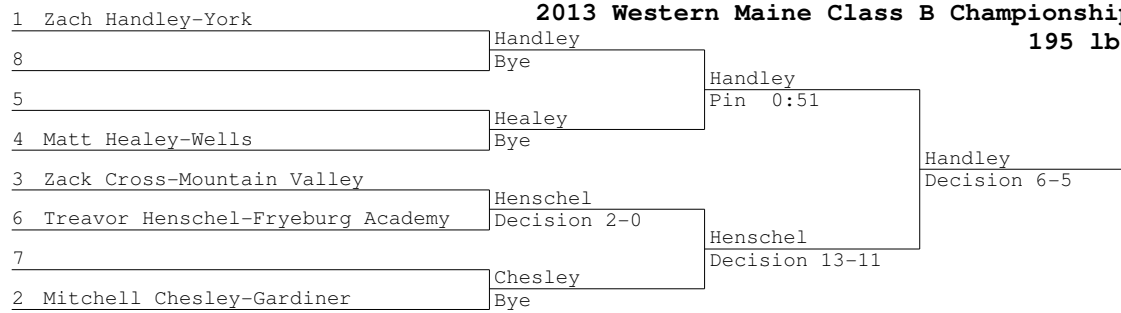 2013 Western Maine Class B Championship
195 lb
1 Zach Handley-York
Handley
8
Bye
Handley
5
Pin 0:51
Healey
4 Matt Healey-Wells
Bye
Handley
3 Zack Cross-Mountain Valley
Decision 6-5
Henschel
6 Treavor Henschel-Fryeburg Academy
Decision 2-0
Henschel
7
Decision 13-11
Chesley
2 Mitchell Chesley-Gardiner
Bye